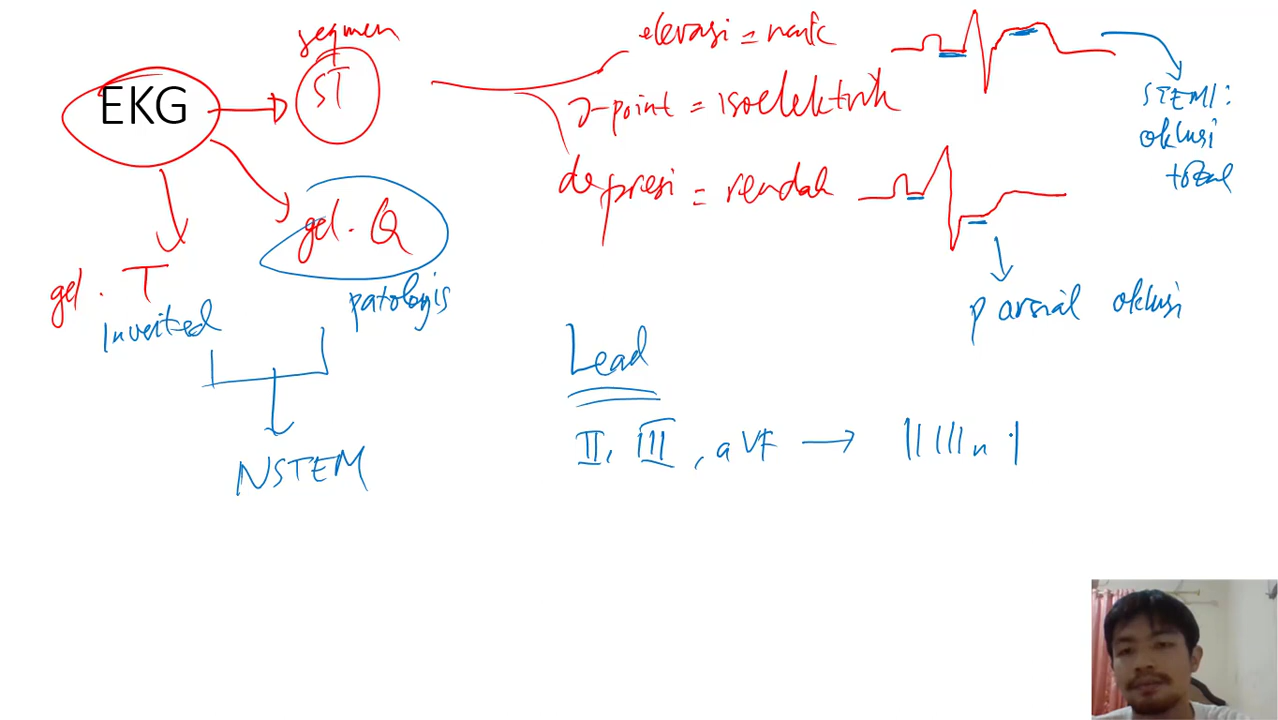 segmen
EKG
ST
elevasi = naik
J-point = isoelektrik
depresi = rendah
STEMI :
oklusi
total
gel. Q
patologis
gel. T
inverted
parsial oklusi
NSTEM
Lead
II, III, aVF →